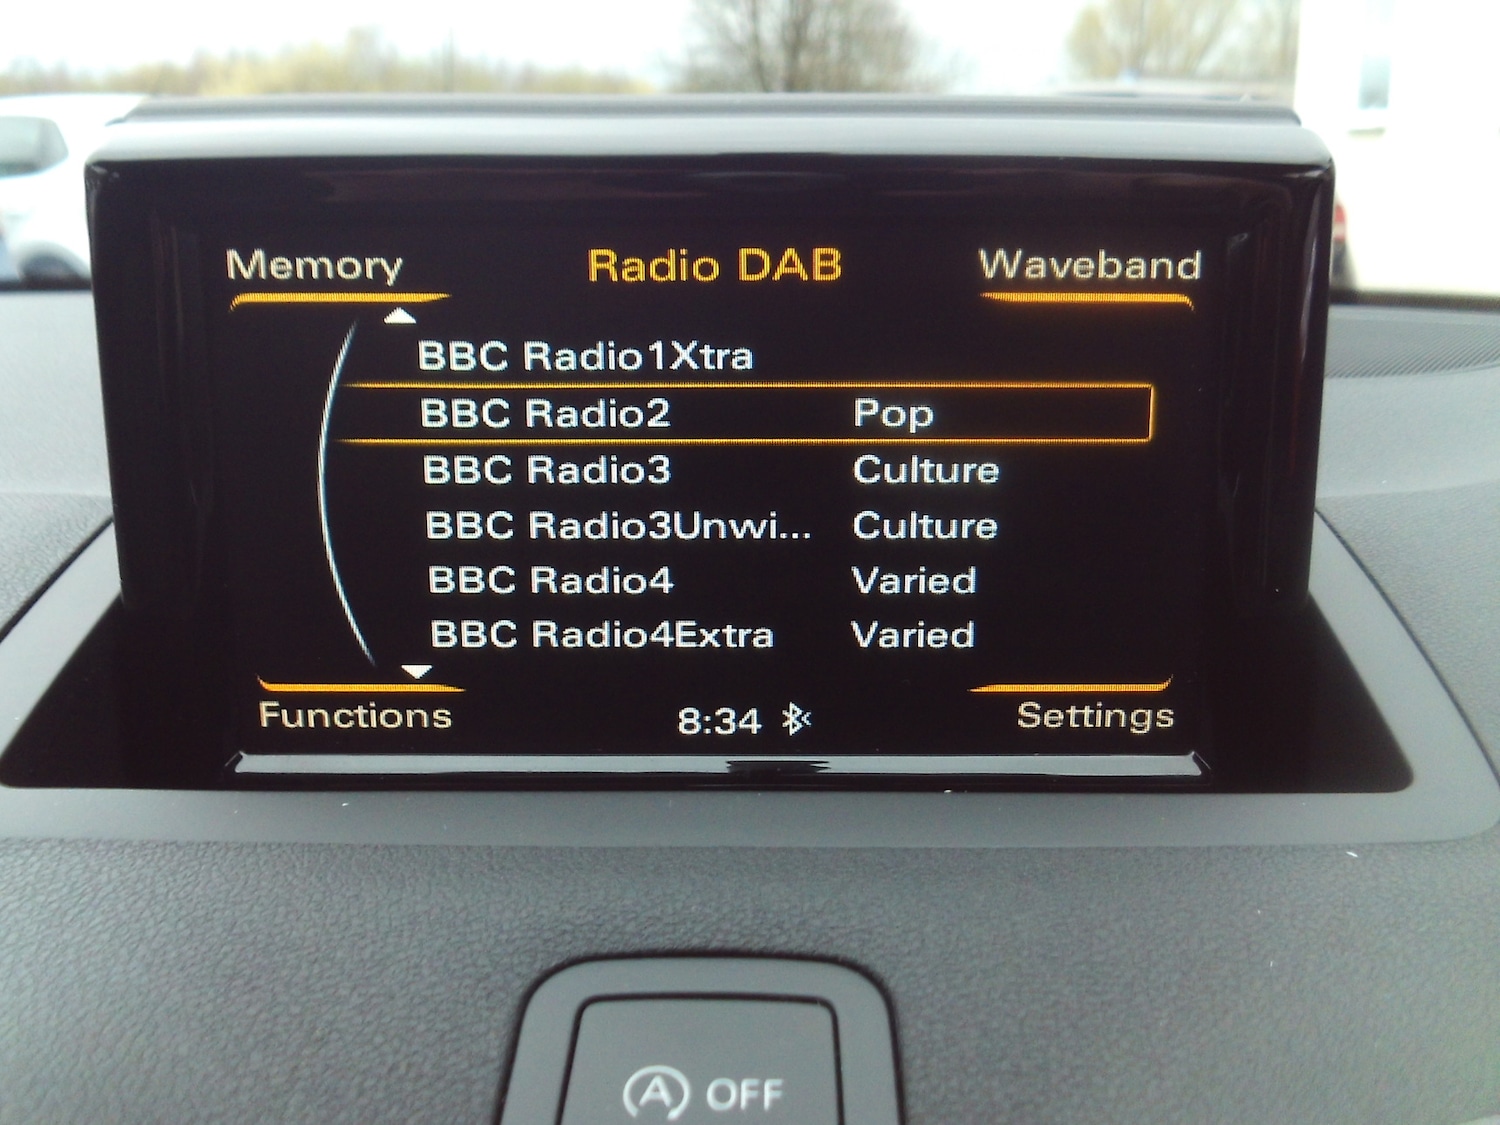 Memory Radio DAB Waveband
BBC Radio1Xtra
BBC Radio2 Pop
BBC Radio3 Culture
BBC Radio3Unwi... Culture
BBC Radio4 Varied
BBC Radio4Extra Varied
Functions 8:34 Settings
A OFF